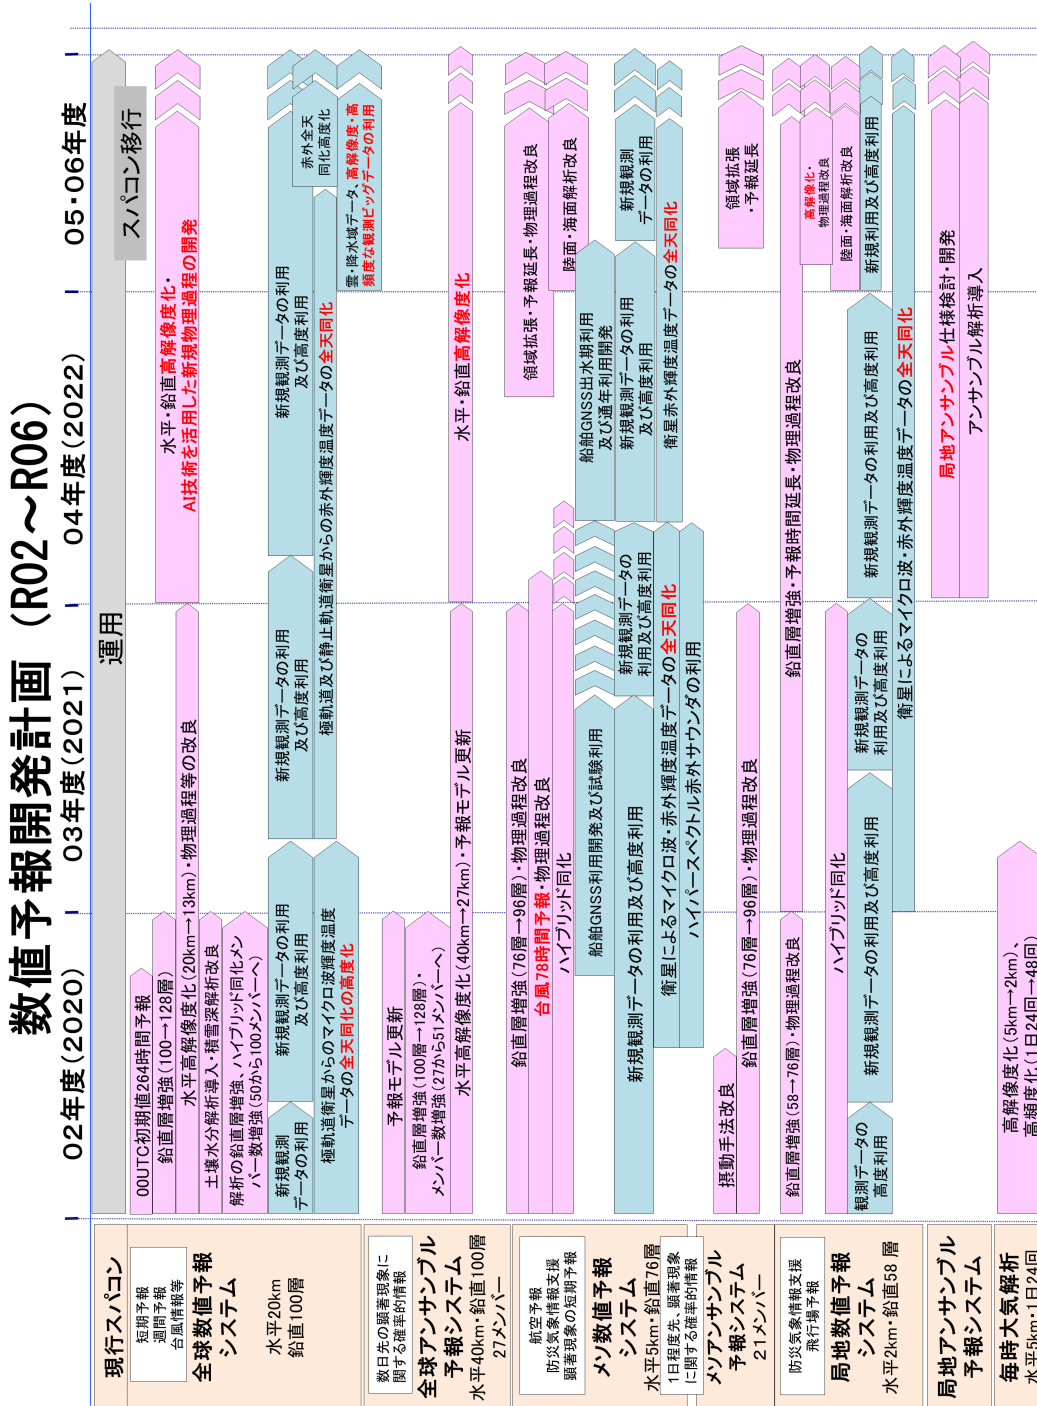 数値予報開発計画 （R02～R06）
02年度（2020）
03年度（2021）
04年度（2022）
05・06年度
現行スパコン
運用
スパコン移行
短期予報
週間予報
台風情報等
全球数値予報
システム
水平20km
鉛直100層
00UTC初期値264時間予報
鉛直層増強（100→128層）
水平高解像度化（20km→13km）・物理過程等の改良
土壌水分解析導入・積雪深解析改良
解析の鉛直層増強、ハイブリッド同化メン
バー数増強（50から100メンバーへ）
水平・鉛直高解像度化・
AI技術を活用した新規物理過程の開発
新規観測
データの利用
新規観測データの利用
及び高度利用
新規観測データの利用
及び高度利用
新規観測データの利用
及び高度利用
極軌道衛星からのマイクロ波輝度温度
データの全天同化の高度化
極軌道及び静止軌道衛星からの赤外輝度温度データの全天同化
赤外全天
同化高度化
雲・降水域データ、高解像度・高
頻度な観測ビッグデータの利用
数日先の顕著現象に
関する確率的情報
全球アンサンブル
予報システム
水平40km・鉛直100層
27メンバー
予報モデル更新
鉛直層増強（100層→128層）・
メンバー数増強（27から51メンバーへ）
水平高解像度化（40km→27km）・予報モデル更新
水平・鉛直高解像度化
航空予報
防災気象情報支援
顕著現象の短期予報
メソ数値予報
システム
水平5km・鉛直76層
鉛直層増強（76層→96層）・物理過程改良
台風78時間予報・物理過程改良
ハイブリッド同化
領域拡張・予報延長・物理過程改良
陸面・海面解析改良
船舶GNSS利用開発及び試験利用
船舶GNSS出水期利用
及び通年利用開発
新規観測データの利用及び高度利用
新規観測データの
利用及び高度利用
新規観測データの利用
及び高度利用
新規観測
データの利用
衛星によるマイクロ波・赤外輝度温度データの全天同化
衛星赤外輝度温度データの全天同化
ハイパースペクトル赤外サウンダの利用
1日程度先、顕著現象
に関する確率的情報
メソアンサンブル
予報システム
21メンバー
摂動手法改良
鉛直層増強（76層→96層）・物理過程改良
領域拡張
・予報延長
防災気象情報支援
飛行場予報
局地数値予報
システム
水平2km・鉛直58層
鉛直層増強（58→76層）・物理過程改良
鉛直層増強・予報時間延長・物理過程改良
高解像化・
物理過程改良
ハイブリッド同化
陸面・海面解析改良
観測データの
高度利用
新規観測データの利用及び高度利用
新規観測データの
利用及び高度利用
新規観測データの利用及び高度利用
新規利用及び高度利用
衛星によるマイクロ波・赤外輝度温度データの全天同化
局地アンサンブル
予報システム
局地アンサンブル仕様検討・開発
アンサンブル解析導入
毎時大気解析
水平5km・1日24回
高解像度化（5km→2km）、
高頻度化（1日24回→48回）